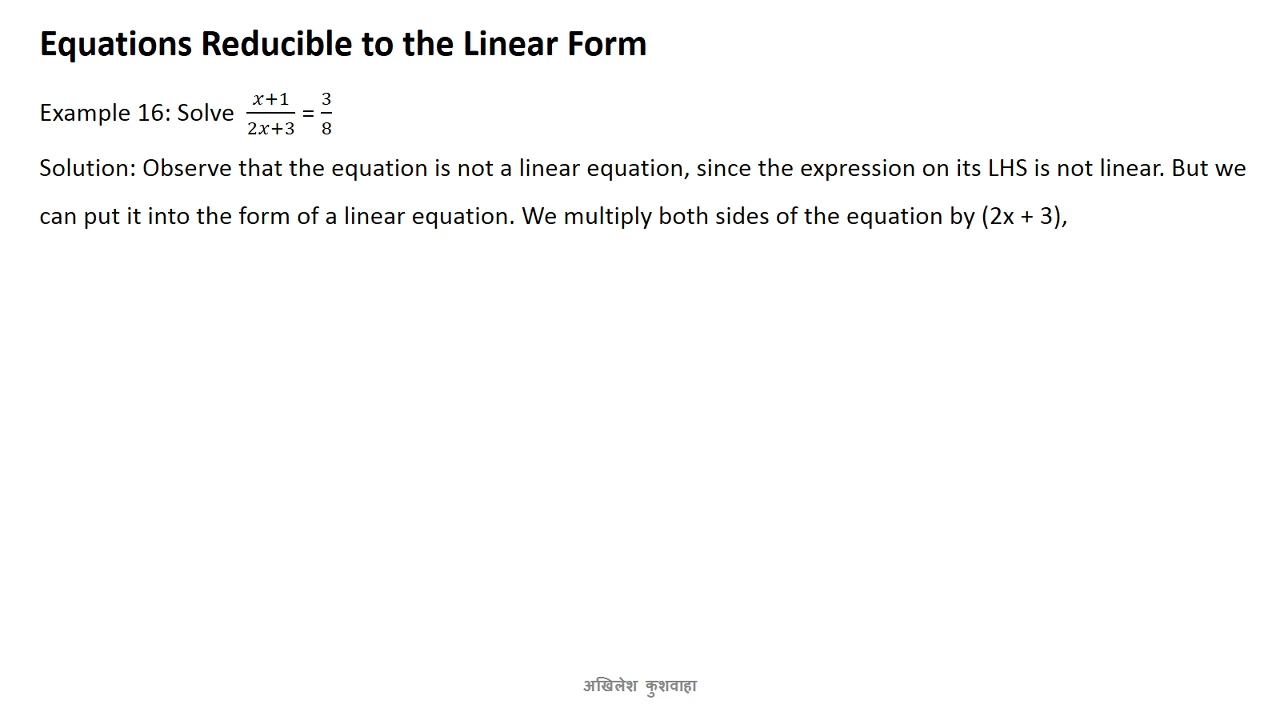 Equations Reducible to the Linear Form
Example 16: Solve \frac{x+1}{2x+3} = \frac{3}{8}
Solution: Observe that the equation is not a linear equation, since the expression on its LHS is not linear. But we
can put it into the form of a linear equation. We multiply both sides of the equation by (2x + 3),
अखिलेश कुशवाहा